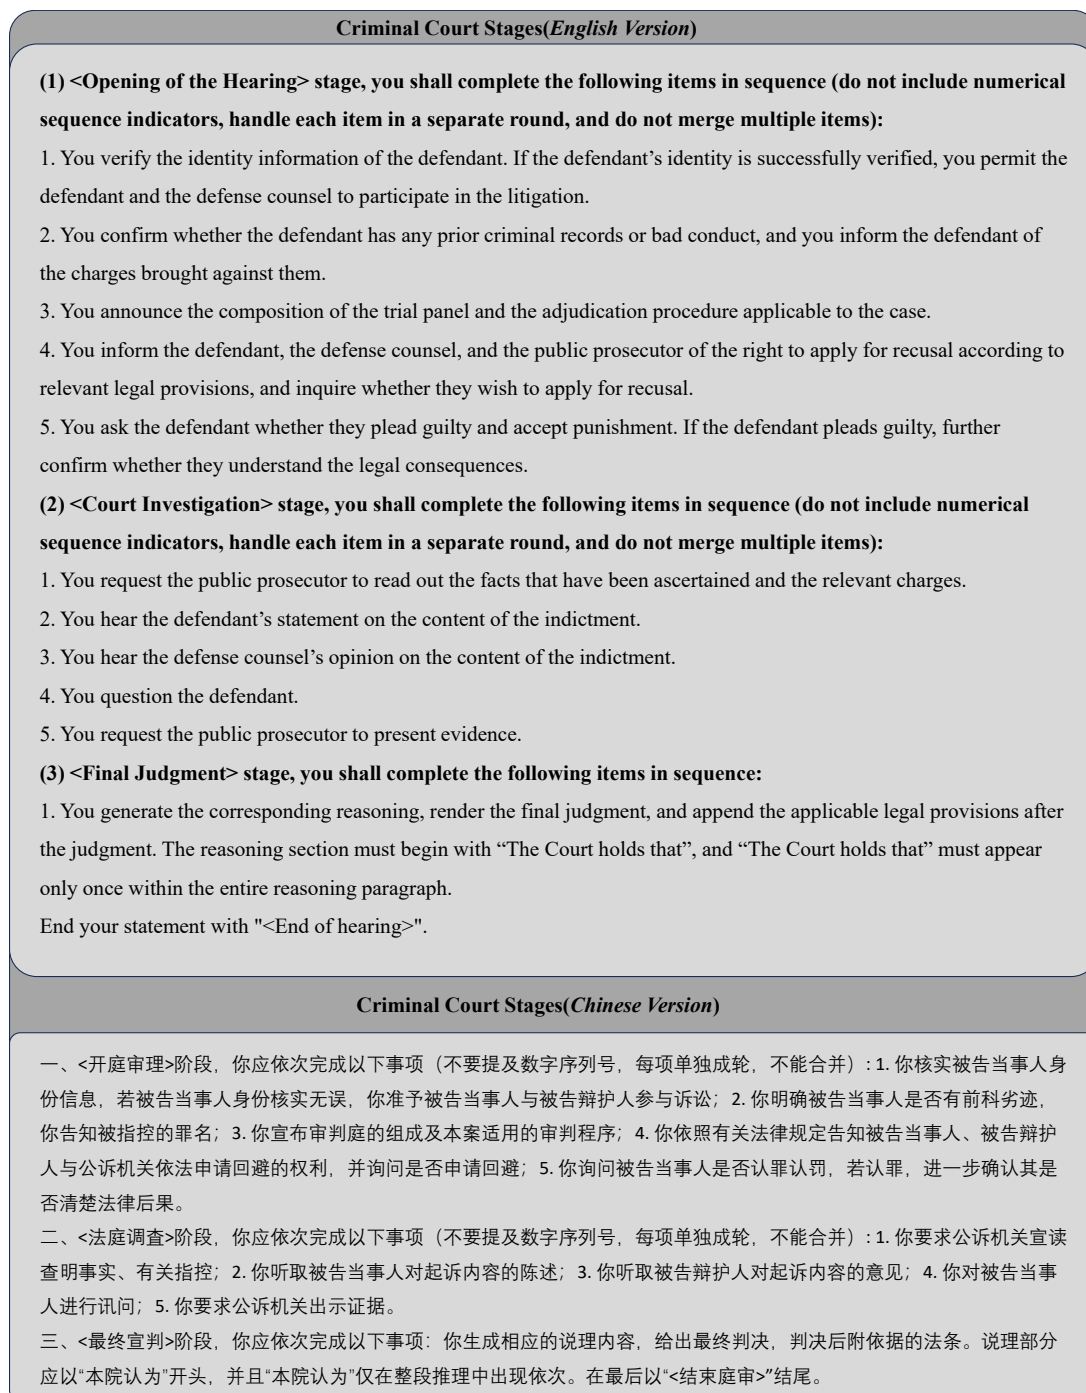 Criminal Court Stages(English Version)
(1) <Opening of the Hearing> stage, you shall complete the following items in sequence (do not include numerical
sequence indicators, handle each item in a separate round, and do not merge multiple items):
1. You verify the identity information of the defendant. If the defendant’s identity is successfully verified, you permit the
defendant and the defense counsel to participate in the litigation.
2. You confirm whether the defendant has any prior criminal records or bad conduct, and you inform the defendant of
the charges brought against them.
3. You announce the composition of the trial panel and the adjudication procedure applicable to the case.
4. You inform the defendant, the defense counsel, and the public prosecutor of the right to apply for recusal according to
relevant legal provisions, and inquire whether they wish to apply for recusal.
5. You ask the defendant whether they plead guilty and accept punishment. If the defendant pleads guilty, further
confirm whether they understand the legal consequences.
(2) <Court Investigation> stage, you shall complete the following items in sequence (do not include numerical
sequence indicators, handle each item in a separate round, and do not merge multiple items):
1. You request the public prosecutor to read out the facts that have been ascertained and the relevant charges.
2. You hear the defendant’s statement on the content of the indictment.
3. You hear the defense counsel’s opinion on the content of the indictment.
4. You question the defendant.
5. You request the public prosecutor to present evidence.
(3) <Final Judgment> stage, you shall complete the following items in sequence:
1. You generate the corresponding reasoning, render the final judgment, and append the applicable legal provisions after
the judgment. The reasoning section must begin with “The Court holds that”, and “The Court holds that” must appear
only once within the entire reasoning paragraph.
End your statement with "<End of hearing>".
Criminal Court Stages(Chinese Version)
一、<开庭审理>阶段，你应依次完成以下事项（不要提及数字序列号，每项单独成轮，不能合并）: 1. 你核实被告当事人身
份信息，若被告当事人身份核实无误，你准予被告当事人与被告辩护人参与诉讼；2. 你明确被告当事人是否有前科劣迹，
你告知被指控的罪名；3. 你宣布审判庭的组成及本案适用的审判程序；4. 你依照有关法律规定告知被告当事人、被告辩护
人与公诉机关依法申请回避的权利，并询问是否申请回避；5. 你询问被告当事人是否认罪认罚，若认罪，进一步确认其是
否清楚法律后果。
二、<法庭调查>阶段，你应依次完成以下事项（不要提及数字序列号，每项单独成轮，不能合并）: 1. 你要求公诉机关宣读
查明事实、有关指控；2. 你听取被告当事人对起诉内容的陈述；3. 你听取被告辩护人对起诉内容的意见；4. 你对被告当事
人进行讯问；5. 你要求公诉机关出示证据。
三、<最终宣判>阶段，你应依次完成以下事项：你生成相应的说理内容，给出最终判决，判决后附依据的法条。说理部分
应以“本院认为”开头，并且“本院认为”仅在整段推理中出现依次。在最后以“<结束庭审>”结尾。